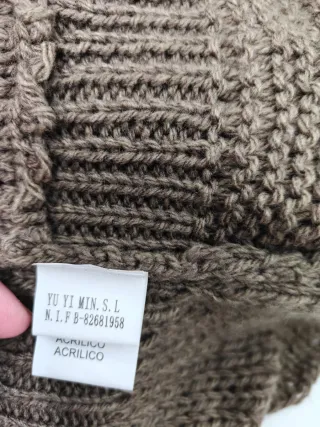 YU YI MIN. S. L
N. I. F B-82681958
ACRILICO
ACRILICO